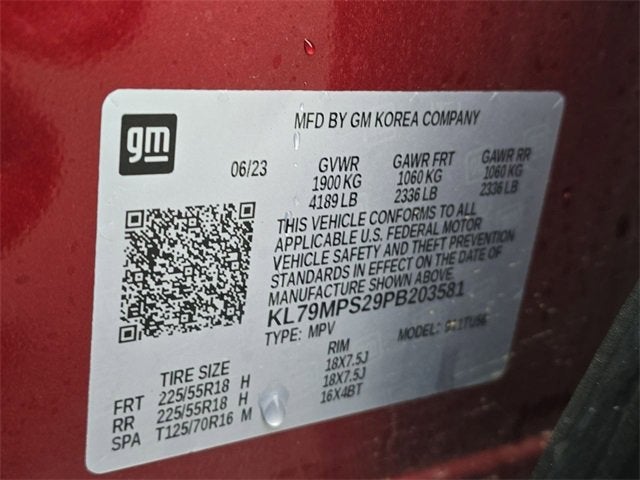 gm
MFD BY GM KOREA COMPANY
06/23 GVWR GAWR FRT GAWR RR
1900 KG 1060 KG 1060 KG
4189 LB 2336 LB 2336 LB
THIS VEHICLE CONFORMS TO ALL
APPLICABLE U.S. FEDERAL MOTOR
VEHICLE SAFETY AND THEFT PREVENTION
STANDARDS IN EFFECT ON THE DATE OF
MANUFACTURE SHOWN ABOVE.
KL79MPS29PB203581
TYPE: MPV MODEL:
TIRE SIZE RIM
FRT 225/55R18 H 18X7.5J
RR 225/55R18 H 18X7.5J
SPA T125/70R16 M 16X4BT